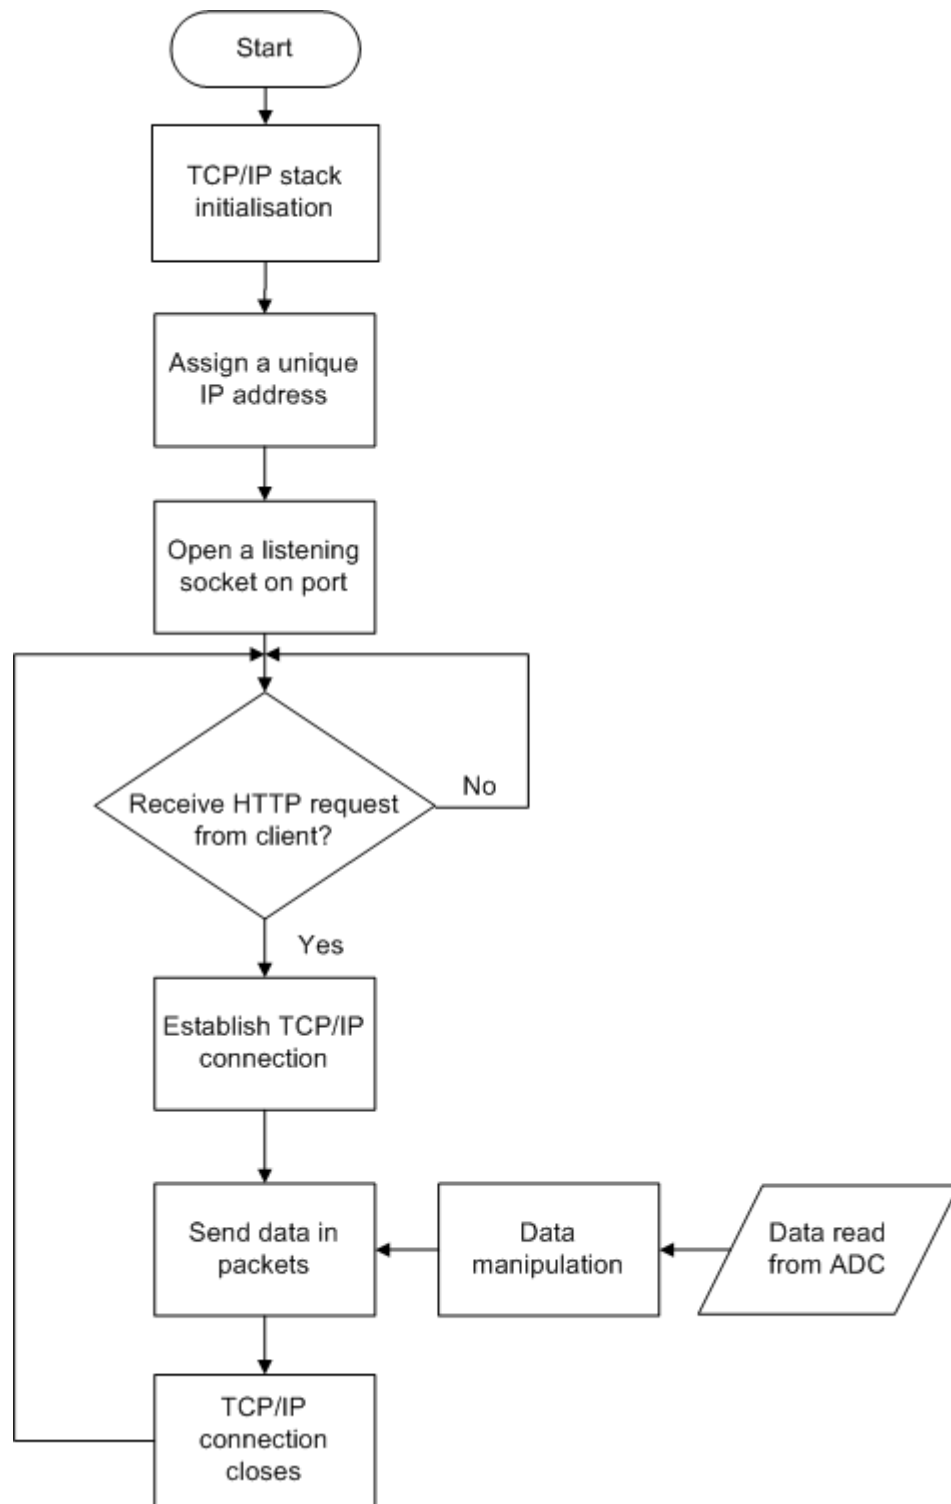 Start
TCP/IP stack
initialisation
Assign a unique
IP address
Open a listening
socket on port
No
Receive HTTP request
from client?
Yes
Establish TCP/IP
connection
Send data in
packets
Data
manipulation
Data read
from ADC
TCP/IP
connection
closes